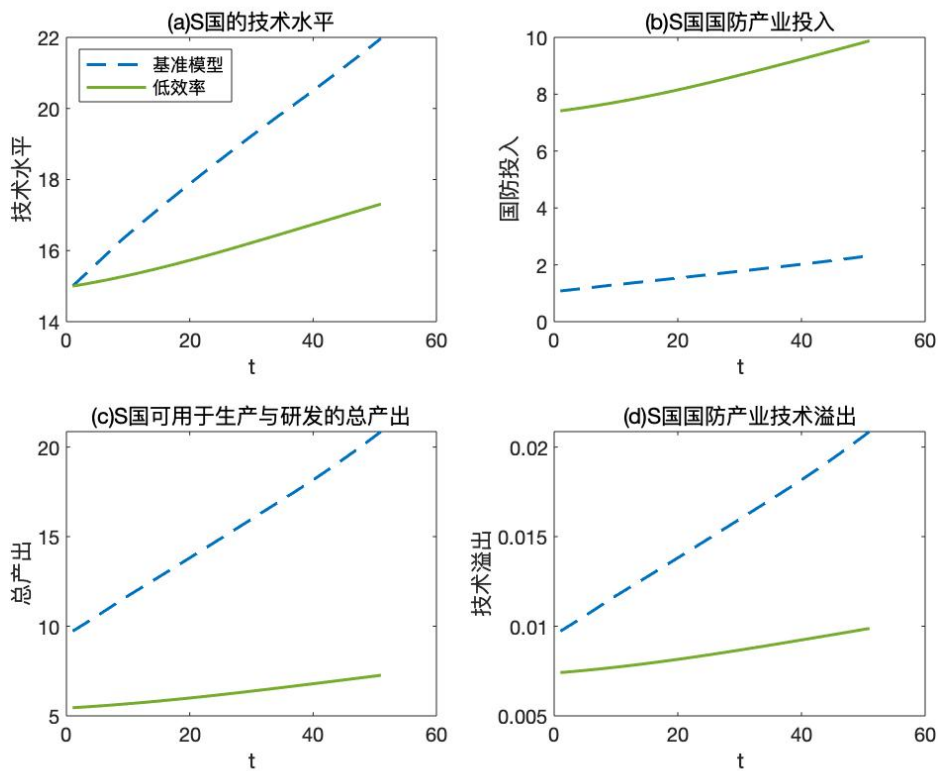 (a)S国的技术水平
22
20
18
16
14
技术水平
基准模型
低效率
0
20
40
60
t
(b)S国国防产业投入
10
8
6
4
2
0
国防投入
0
20
40
60
t
(c)S国可用于生产与研发的总产出
20
15
10
5
总产出
0
20
40
60
t
(d)S国国防产业技术溢出
0.02
0.015
0.01
0.005
技术溢出
0
20
40
60
t